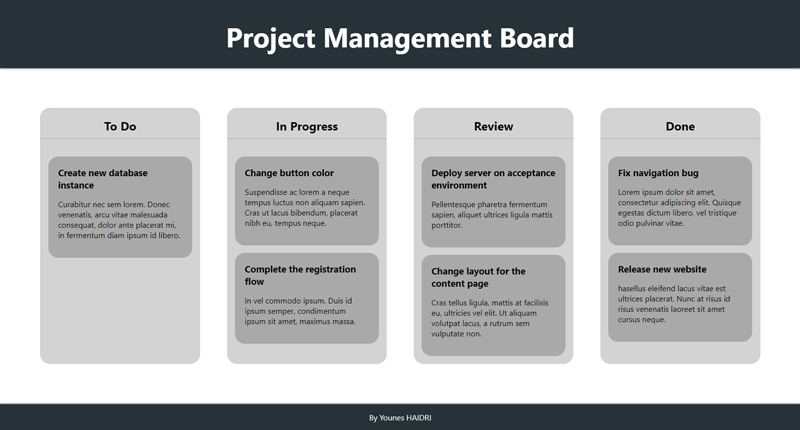 Project Management Board
To Do
Create new database
instance
Curabitur nec sem lorem. Donec
venenatis, arcu vitae malesuada
consequat, dolor ante placerat mi,
in fermentum diam ipsum id libero.
In Progress
Change button color
Suspendisse ac lorem a neque
tempus luctus non aliquam sapien.
Cras ut lacus bibendum, placerat
nibh eu, tempus neque.
Complete the registration
flow
In vel commodo ipsum. Duis id
ipsum semper, condimentum
ipsum sit amet, maximus massa.
Review
Deploy server on acceptance
environment
Pellentesque pharetra fermentum
sapien, aliquet ultrices ligula mattis
porttitor.
Change layout for the
content page
Cras tellus ligula, mattis at facilisis
eu, ultricies vel elit. Ut aliquam
volutpat lacus, a rutrum sem
vulputate non.
Done
Fix navigation bug
Lorem ipsum dolor sit amet,
consectetur adipiscing elit. Quisque
egestas dictum libero, vel tristique
odio pulvinar vitae.
Release new website
hasellus eleifend lacus vitae est
ultrices placerat. Nunc at risus id
risus venenatis laoreet sit amet
cursus neque.
By Younes HAIDRI